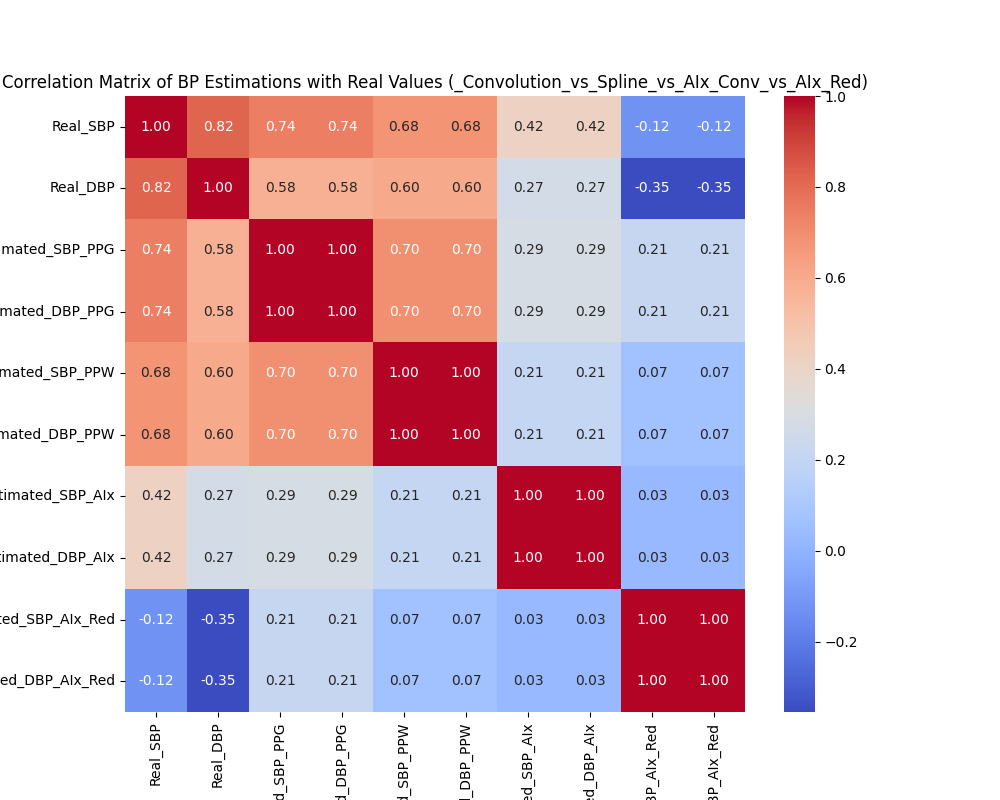 Correlation Matrix of BP Estimations with Real Values (_Convolution_vs_Spline_vs_AIx_Conv_vs_AIx_Red)
Real_SBP 1.00 0.82 0.74 0.74 0.68 0.68 0.42 0.42 -0.12 -0.12
Real_DBP 0.82 1.00 0.58 0.58 0.60 0.60 0.27 0.27 -0.35 -0.35
mated_SBP_PPG 0.74 0.58 1.00 1.00 0.70 0.70 0.29 0.29 0.21 0.21
mated_DBP_PPG 0.74 0.58 1.00 1.00 0.70 0.70 0.29 0.29 0.21 0.21
mated_SBP_PPW 0.68 0.60 0.70 0.70 1.00 1.00 0.21 0.21 0.07 0.07
mated_DBP_PPW 0.68 0.60 0.70 0.70 1.00 1.00 0.21 0.21 0.07 0.07
timated_SBP_AIx 0.42 0.27 0.29 0.29 0.21 0.21 1.00 1.00 0.03 0.03
timated_DBP_AIx 0.42 0.27 0.29 0.29 0.21 0.21 1.00 1.00 0.03 0.03
ted_SBP_AIx_Red -0.12 -0.35 0.21 0.21 0.07 0.07 0.03 0.03 1.00 1.00
ed_DBP_AIx_Red -0.12 -0.35 0.21 0.21 0.07 0.07 0.03 0.03 1.00 1.00
Real_SBP
Real_DBP
d_SBP_PPG
d_DBP_PPG
d_SBP_PPW
d_DBP_PPW
ed_SBP_AIx
ed_DBP_AIx
BP_AIx_Red
BP_AIx_Red
1.0
0.8
0.6
0.4
0.2
0.0
−0.2